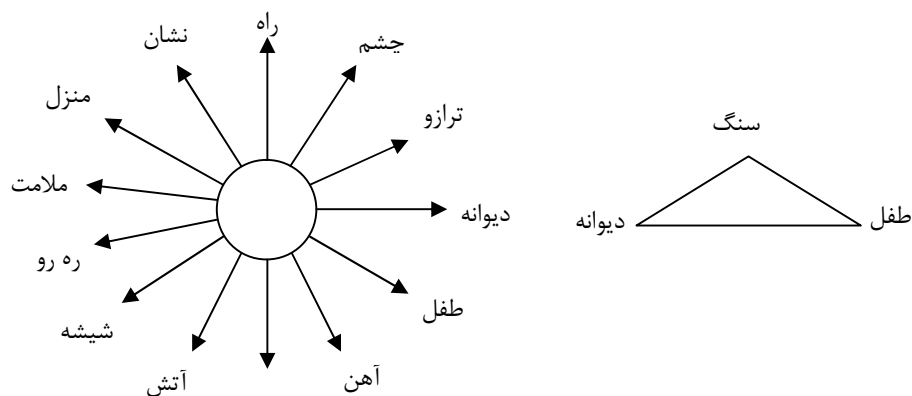 راه
چشم
ترازو
دیوانه
طفل
آهن
آتش
شیشه
ره رو
ملامت
منزل
نشان
سنگ
طفل
دیوانه